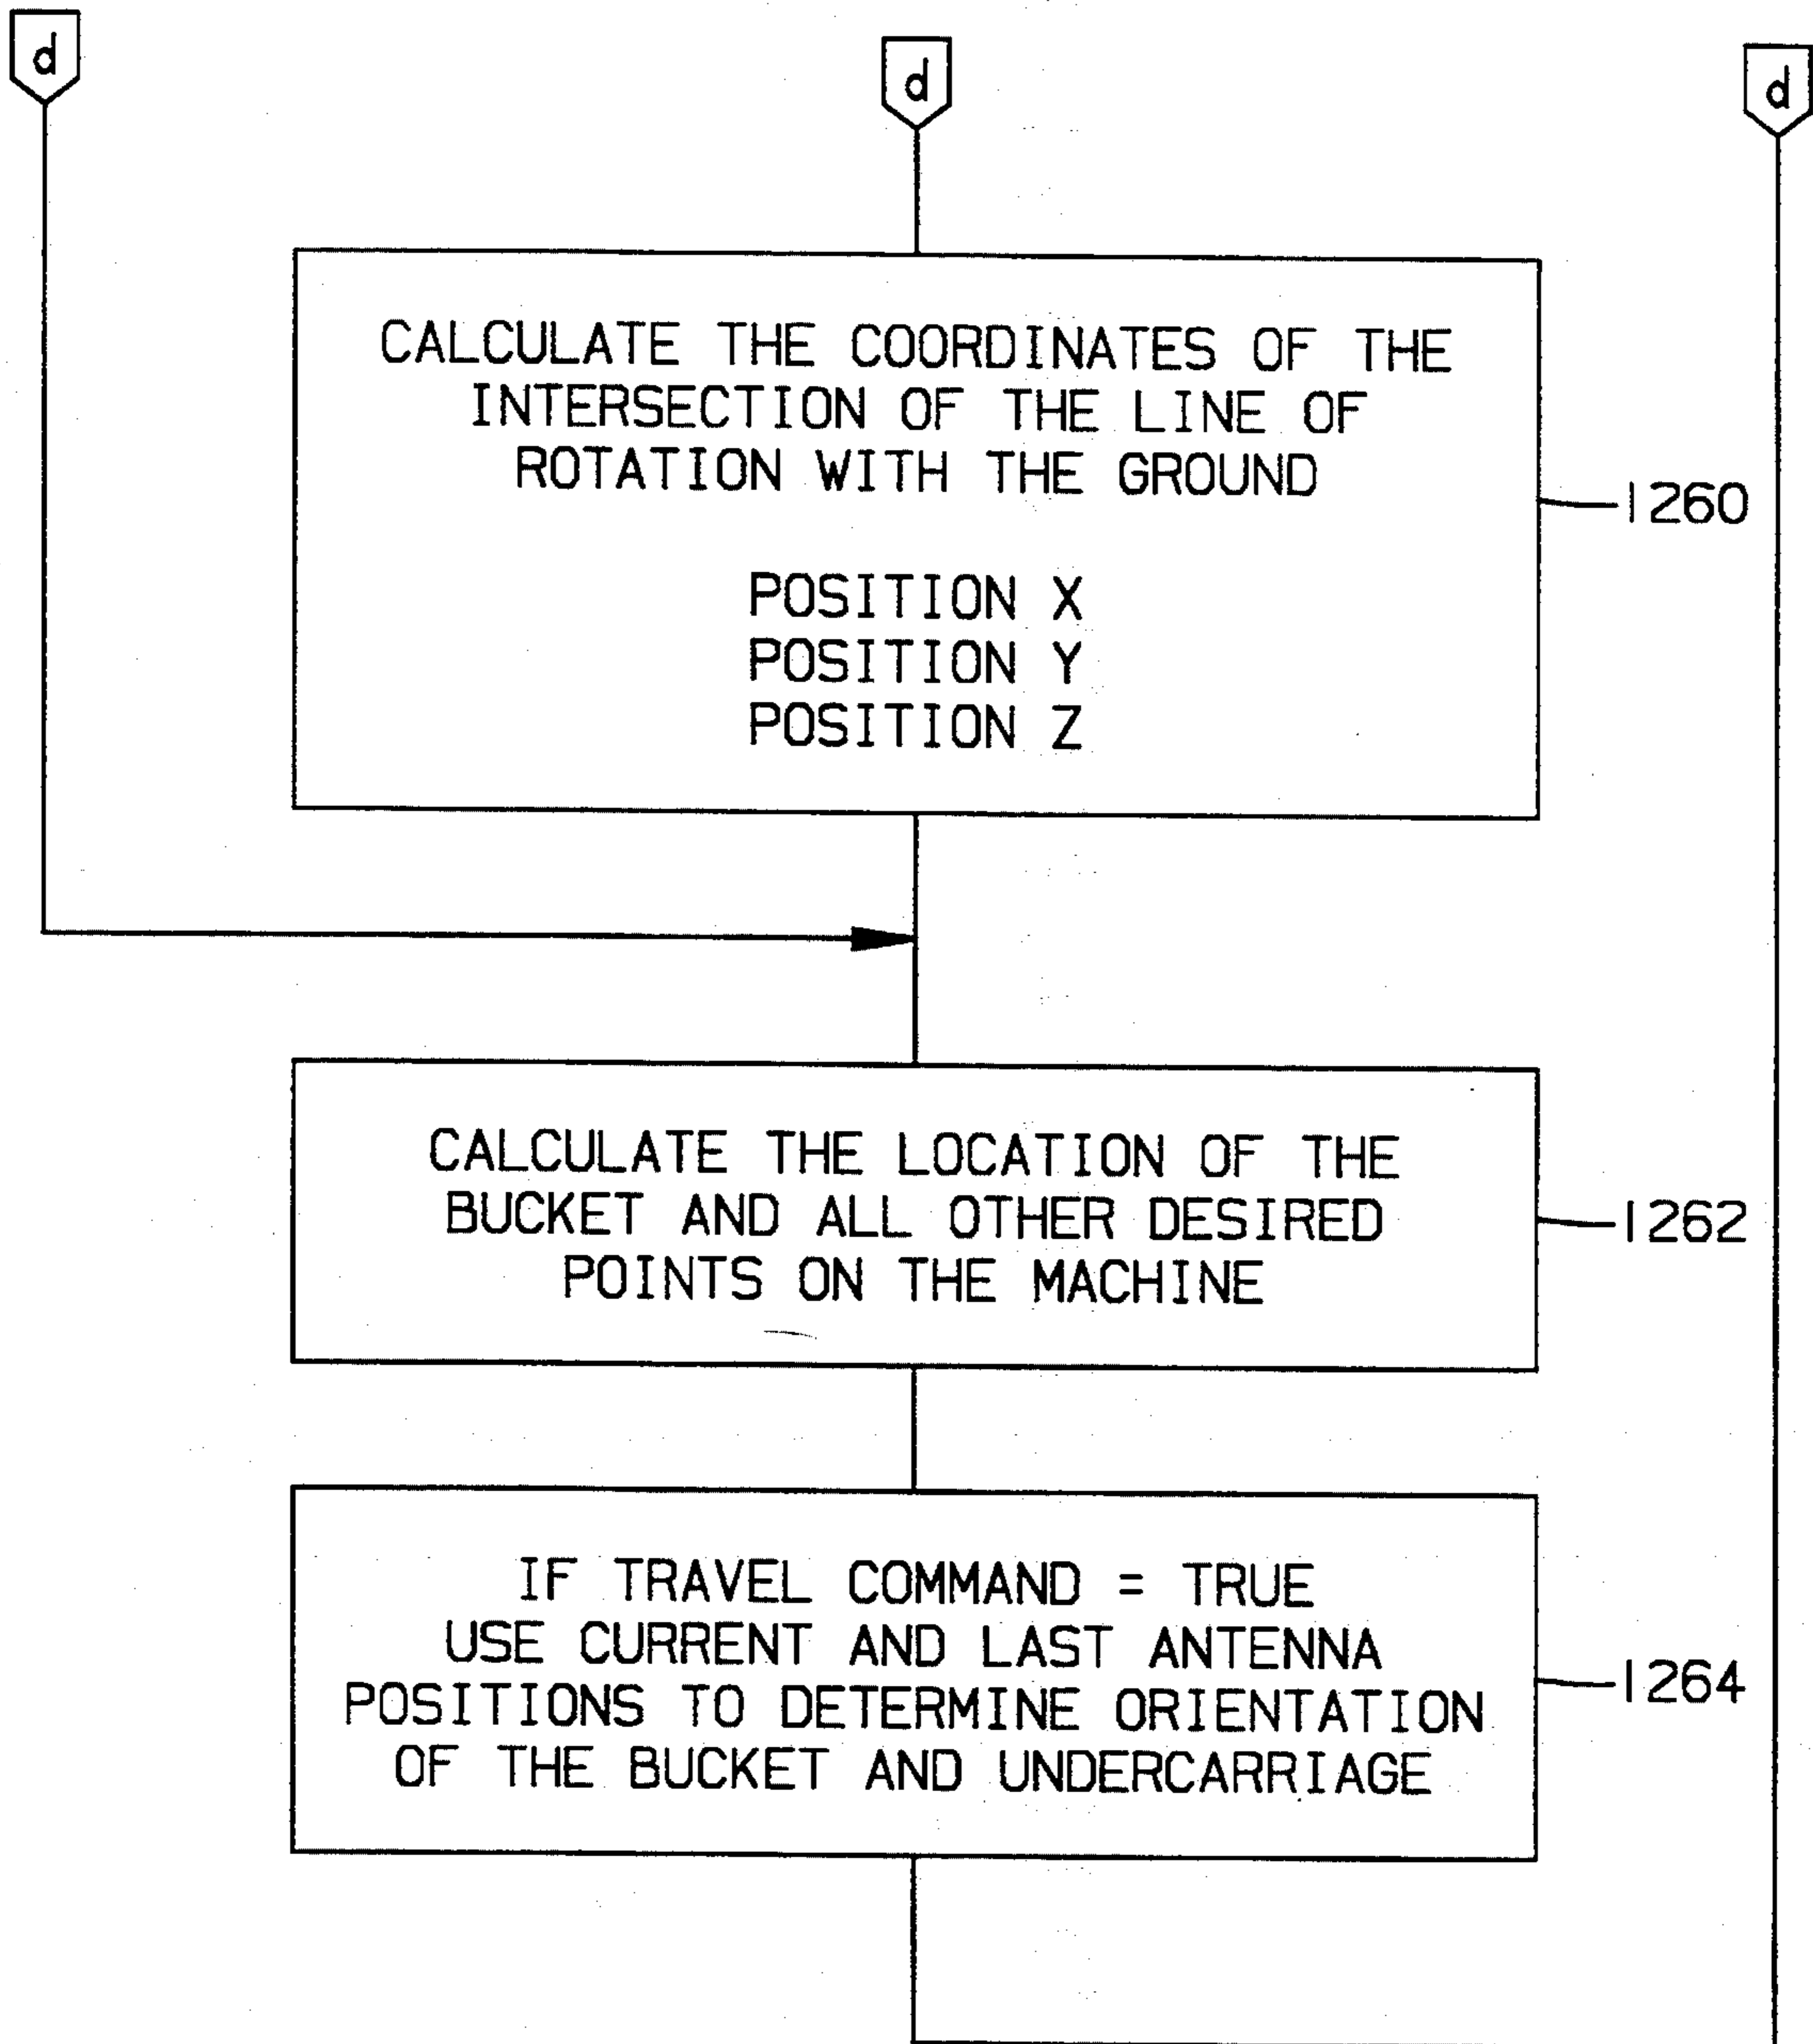 d
d
d
CALCULATE THE COORDINATES OF THE
INTERSECTION OF THE LINE OF
ROTATION WITH THE GROUND
POSITION X
POSITION Y
POSITION Z
1260
CALCULATE THE LOCATION OF THE
BUCKET AND ALL OTHER DESIRED
POINTS ON THE MACHINE
1262
IF TRAVEL COMMAND = TRUE
USE CURRENT AND LAST ANTENNA
POSITIONS TO DETERMINE ORIENTATION
OF THE BUCKET AND UNDERCARRIAGE
1264